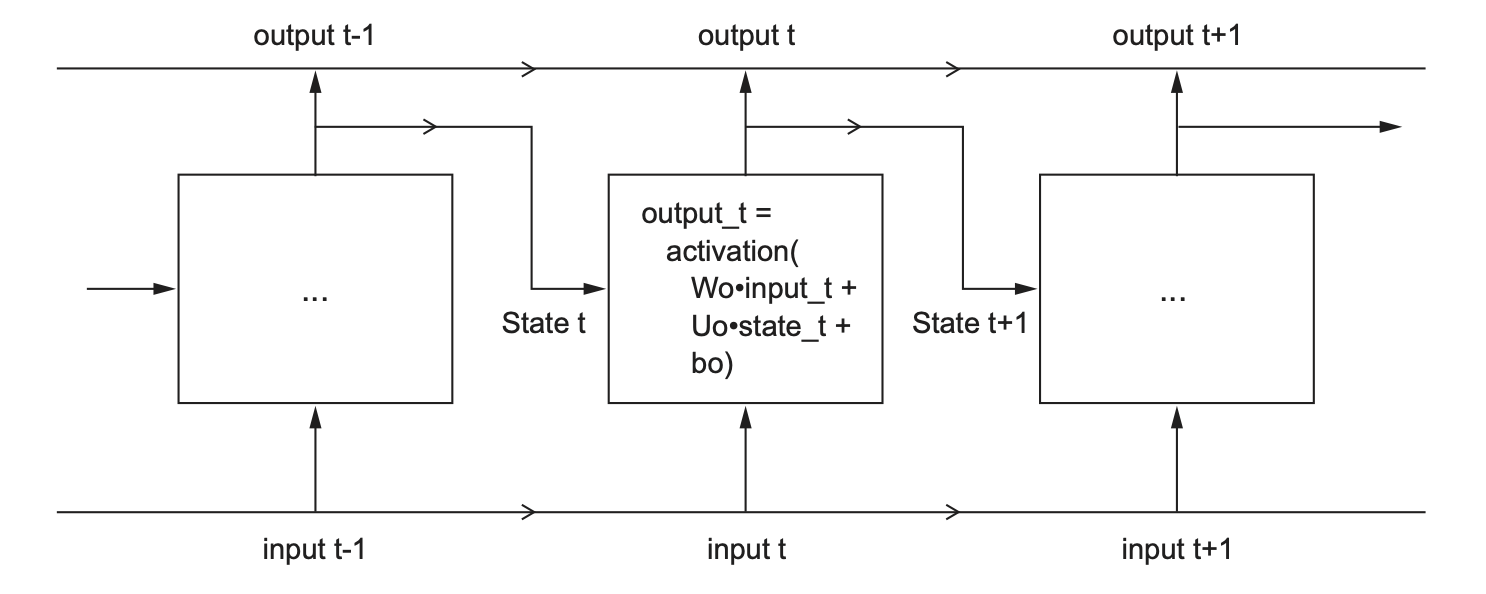 output t-1
output t
output t+1
output_t =
activation(
Wo•input_t +
Uo•state_t +
bo)
...
...
State t
State t+1
input t-1
input t
input t+1